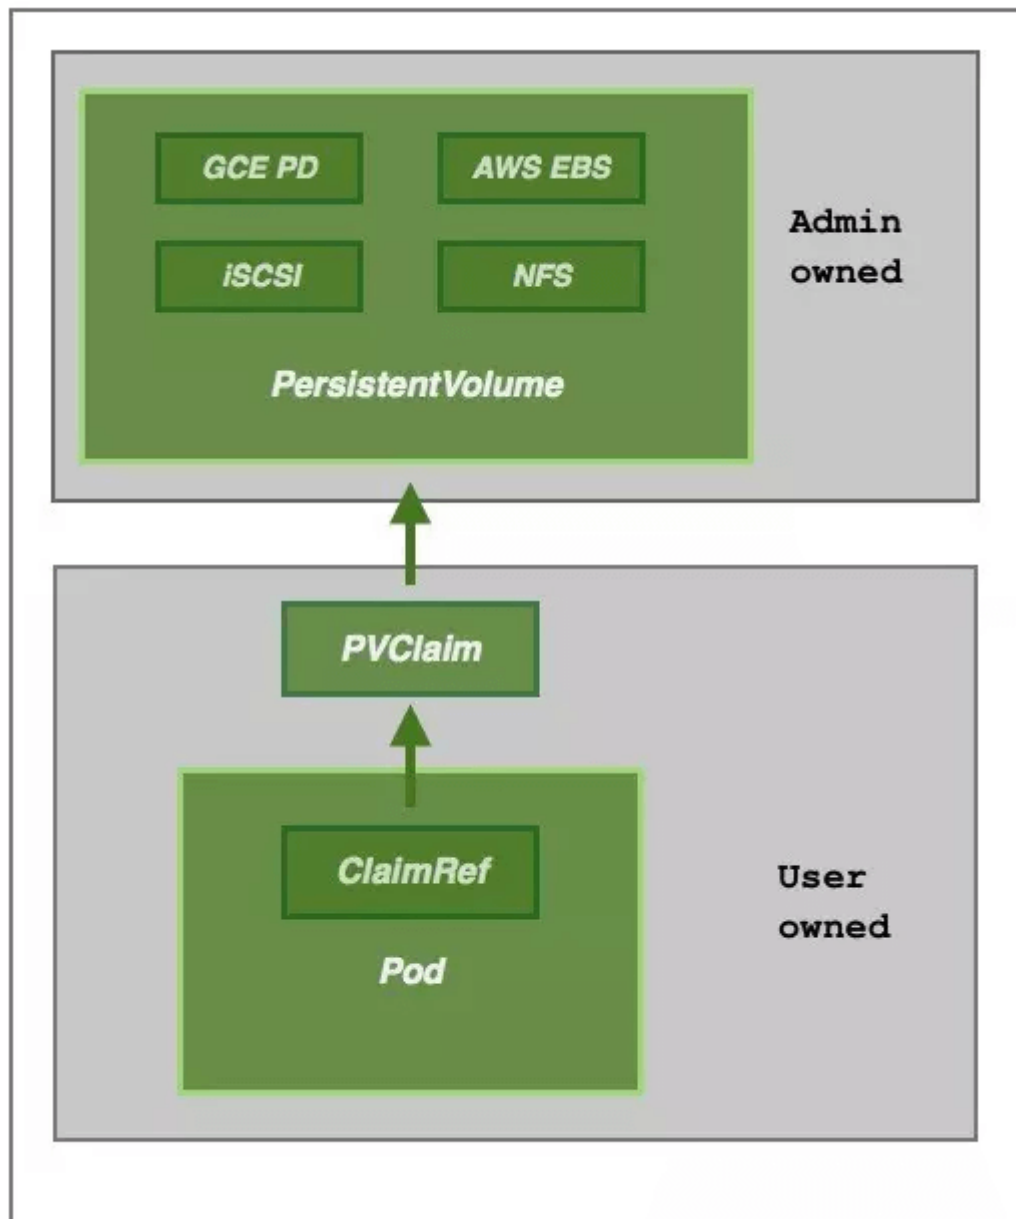 GCE PD
AWS EBS
iSCSI
NFS
PersistentVolume
Admin
owned
PVClaim
ClaimRef
Pod
User
owned